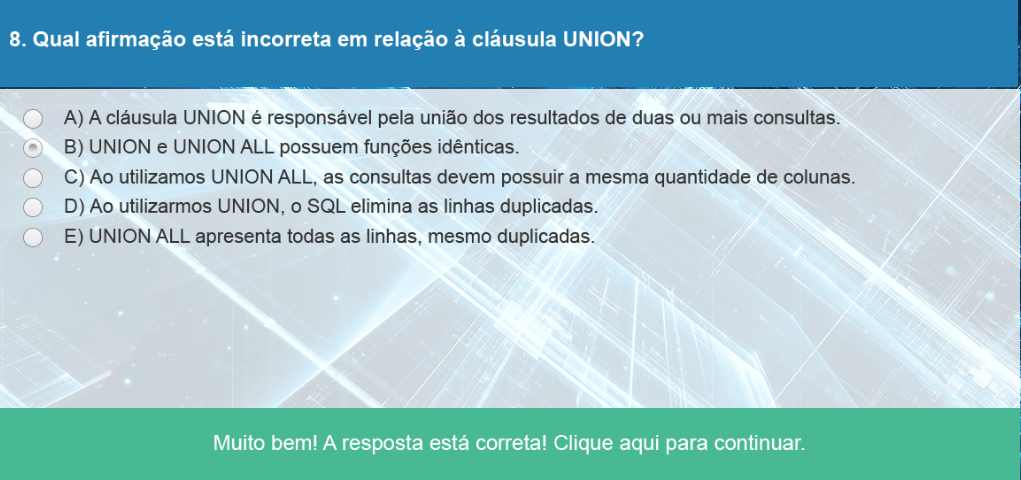 8. Qual afirmação está incorreta em relação à cláusula UNION?
A) A cláusula UNION é responsável pela união dos resultados de duas ou mais consultas.
B) UNION e UNION ALL possuem funções idênticas.
C) Ao utilizamos UNION ALL, as consultas devem possuir a mesma quantidade de colunas.
D) Ao utilizarmos UNION, o SQL elimina as linhas duplicadas.
E) UNION ALL apresenta todas as linhas, mesmo duplicadas.
Muito bem! A resposta está correta! Clique aqui para continuar.